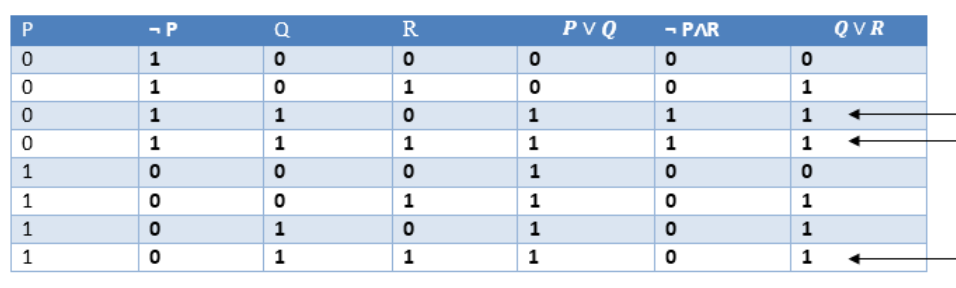 P ¬ P Q R P ∨ Q ¬ P∧R Q ∨ R
0 1 0 0 0 0 0
0 1 0 1 0 0 1
0 1 1 0 1 1 1
0 1 1 1 1 1 1
1 0 0 0 1 0 0
1 0 0 1 1 0 1
1 0 1 0 1 0 1
1 0 1 1 1 0 1